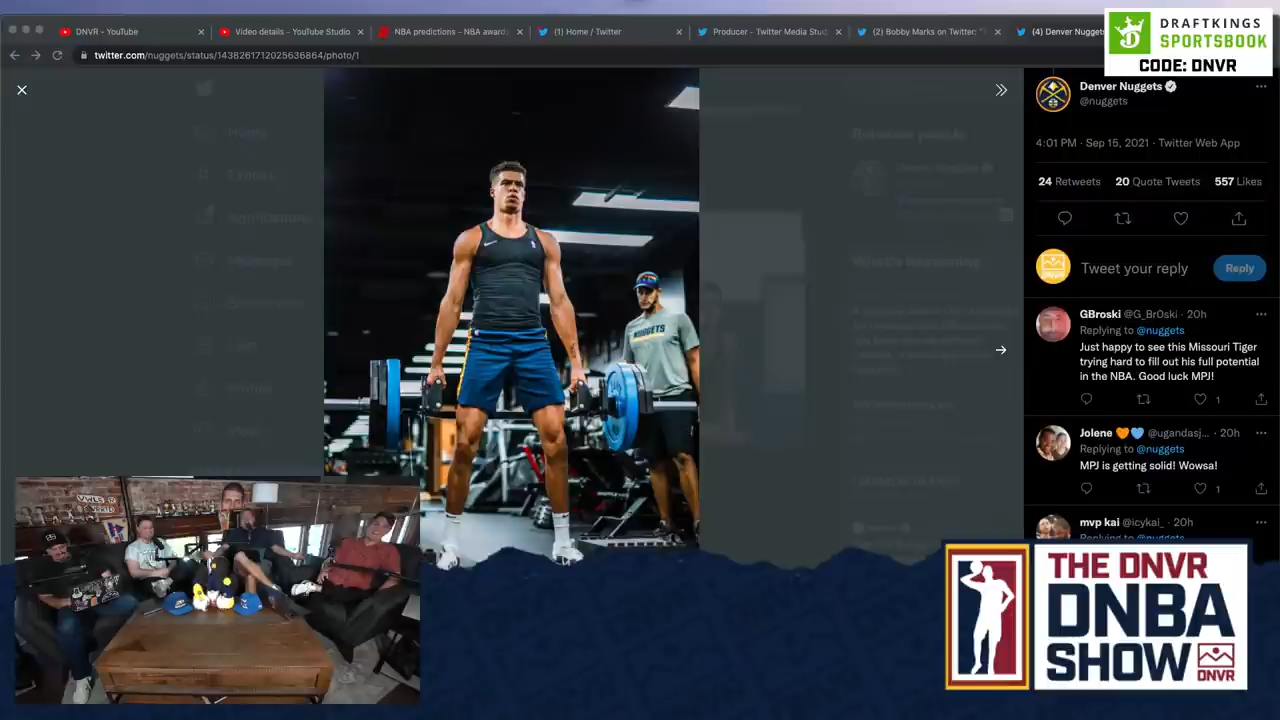 DNVR - YouTube
Video details - YouTube Studio
NBA predictions - NBA award
(1) Home / Twitter
Producer - Twitter Media Stud
(2) Bobby Marks on Twitter: "
(4) Denver Nuggets
twitter.com/nuggets/status/1438261712025636864/photo/1
DRAFTKINGS
SPORTSBOOK
CODE: DNVR
Denver Nuggets
@nuggets
4:01 PM · Sep 15, 2021 · Twitter Web App
24 Retweets 20 Quote Tweets 557 Likes
Tweet your reply
Reply
GBroski @G_Br0ski · 20h
Replying to @nuggets
Just happy to see this Missouri Tiger
trying hard to fill out his full potential
in the NBA. Good luck MPJ!
1
Jolene 🧡💙 @ugandasj... · 20h
Replying to @nuggets
MPJ is getting solid! Wowsa!
1
mvp kai @icykai_ · 20h
Replying to @nuggets
NUGGETS
THE DNVR
DNBA
SHOW
DNVR